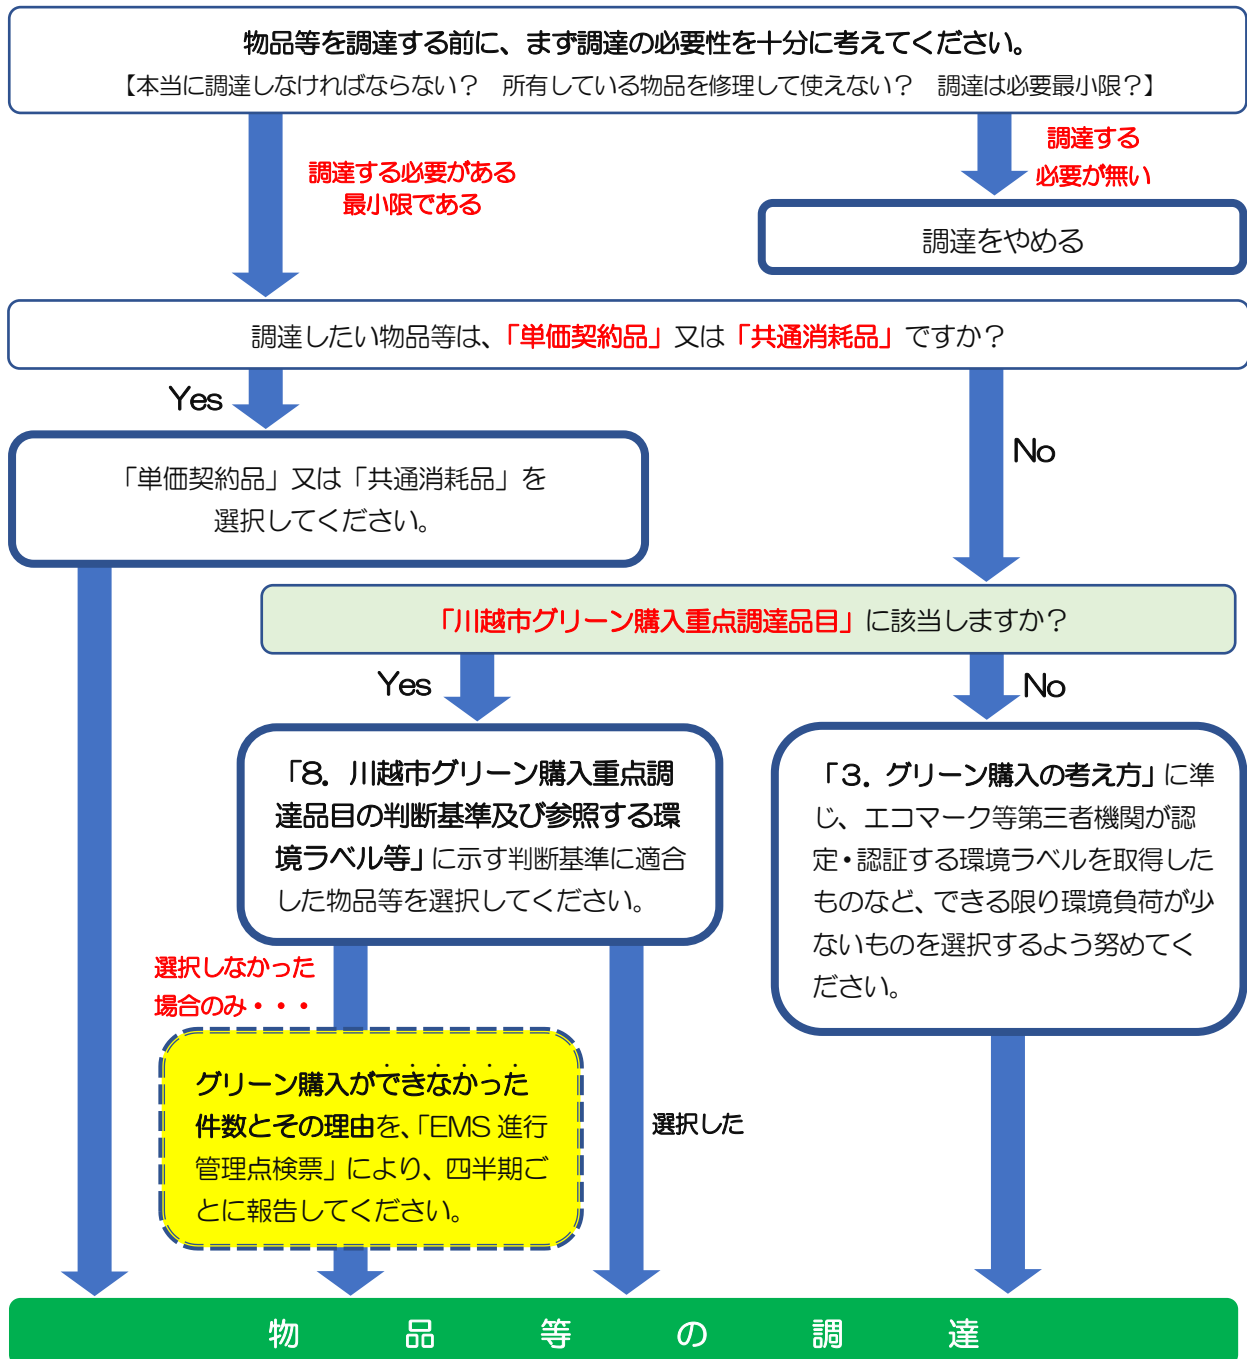 物品等を調達する前に、まず調達の必要性を十分に考えてください。
【本当に調達しなければならない？　所有している物品を修理して使えない？　調達は必要最小限？】
調達する必要がある
最小限である
調達する
必要が無い
調達をやめる
調達したい物品等は、「単価契約品」又は「共通消耗品」ですか？
Yes
No
「単価契約品」又は「共通消耗品」を
選択してください。
「川越市グリーン購入重点調達品目」に該当しますか？
Yes
No
「8．川越市グリーン購入重点調
達品目の判断基準及び参照する環
境ラベル等」に示す判断基準に適合
した物品等を選択してください。
「3．グリーン購入の考え方」に準
じ、エコマーク等第三者機関が認
定・認証する環境ラベルを取得した
ものなど、できる限り環境負荷が少
ないものを選択するよう努めてく
ださい。
選択しなかった
場合のみ・・・
グリーン購入ができなかった
件数とその理由を、「EMS 進行
管理点検票」により、四半期ご
とに報告してください。
選択した
物品等の調達